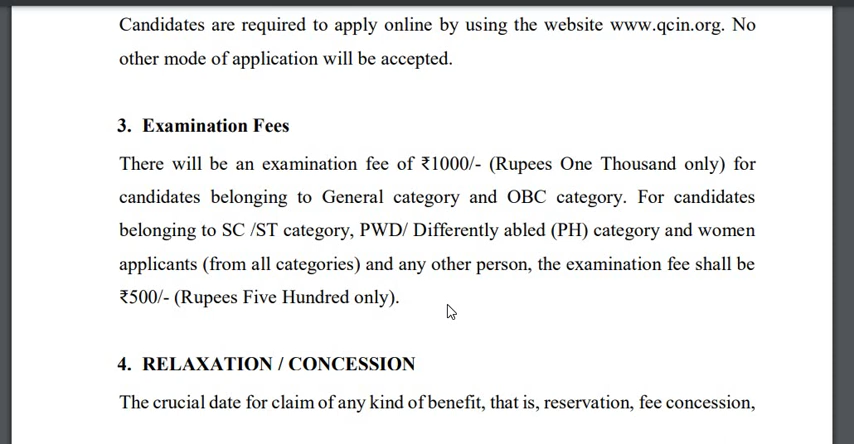 Candidates are required to apply online by using the website www.qcin.org. No
other mode of application will be accepted.
3. Examination Fees
There will be an examination fee of ₹1000/- (Rupees One Thousand only) for
candidates belonging to General category and OBC category. For candidates
belonging to SC /ST category, PWD/ Differently abled (PH) category and women
applicants (from all categories) and any other person, the examination fee shall be
₹500/- (Rupees Five Hundred only).
4. RELAXATION / CONCESSION
The crucial date for claim of any kind of benefit, that is, reservation, fee concession,